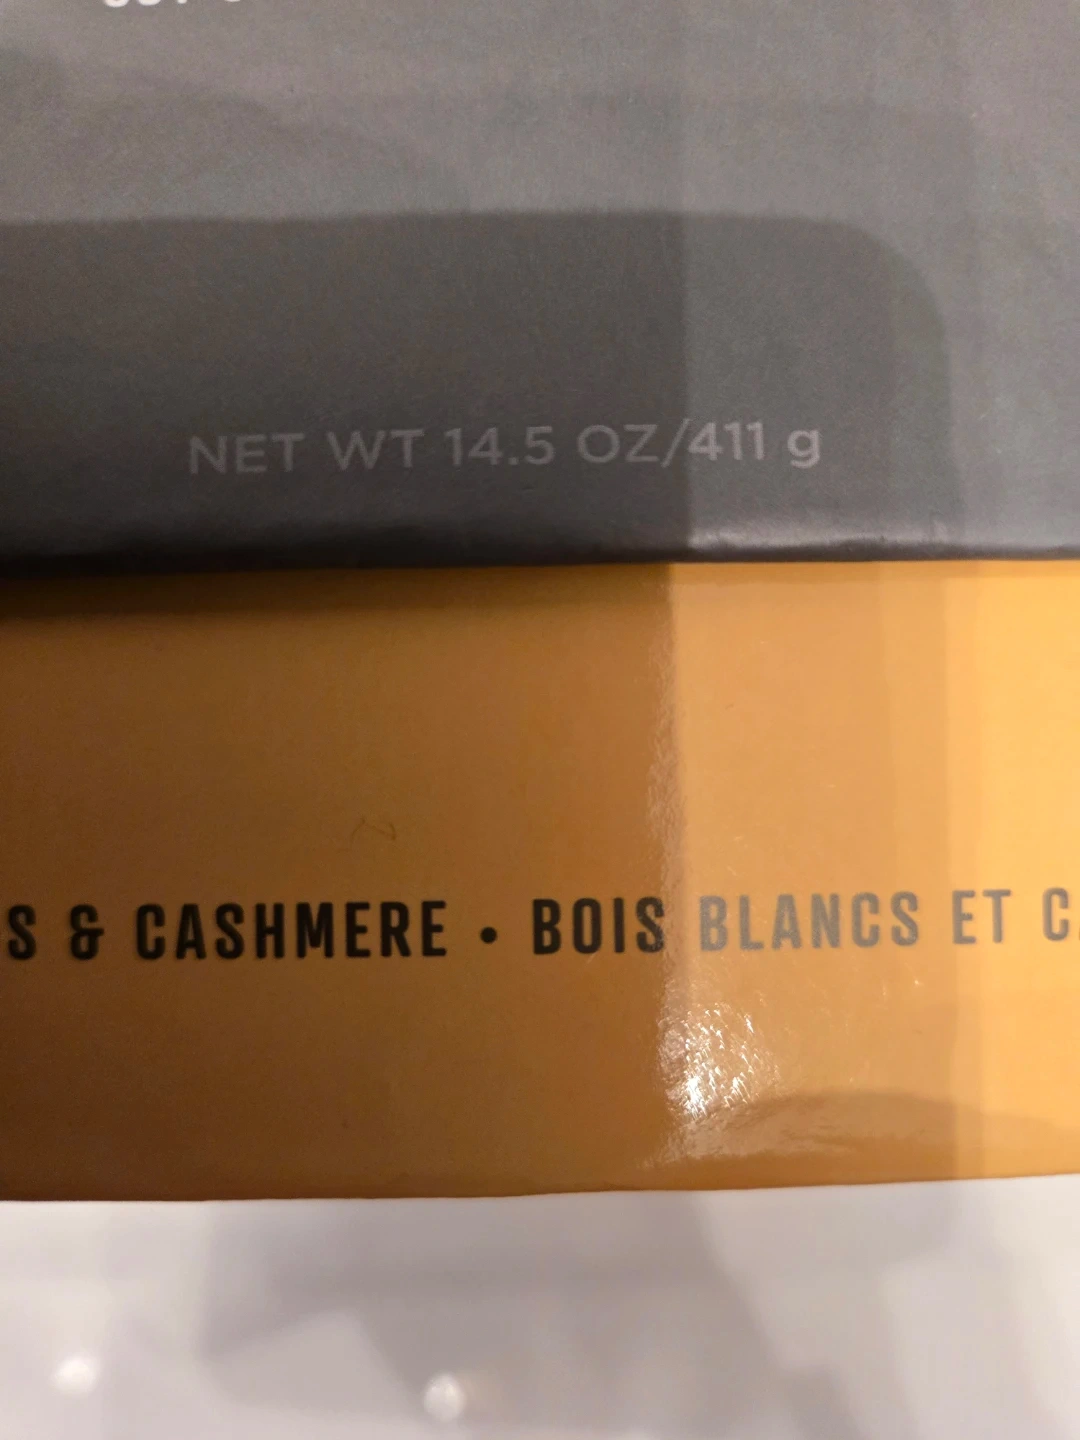 NET WT 14.5 OZ/411 g
S & CASHMERE • BOIS BLANCS ET C